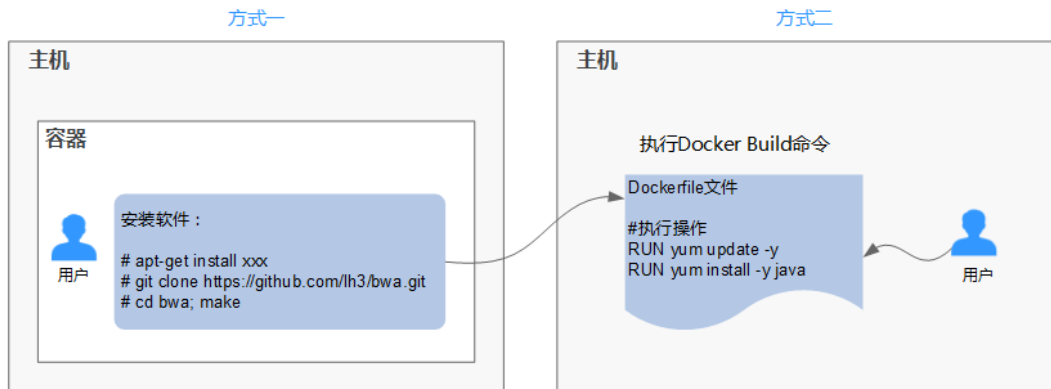 方式一
主机
容器
用户
安装软件：
# apt-get install xxx
# git clone https://github.com/lh3/bwa.git
# cd bwa; make
方式二
主机
执行Docker Build命令
Dockerfile文件
#执行操作
RUN yum update -y
RUN yum install -y java
用户